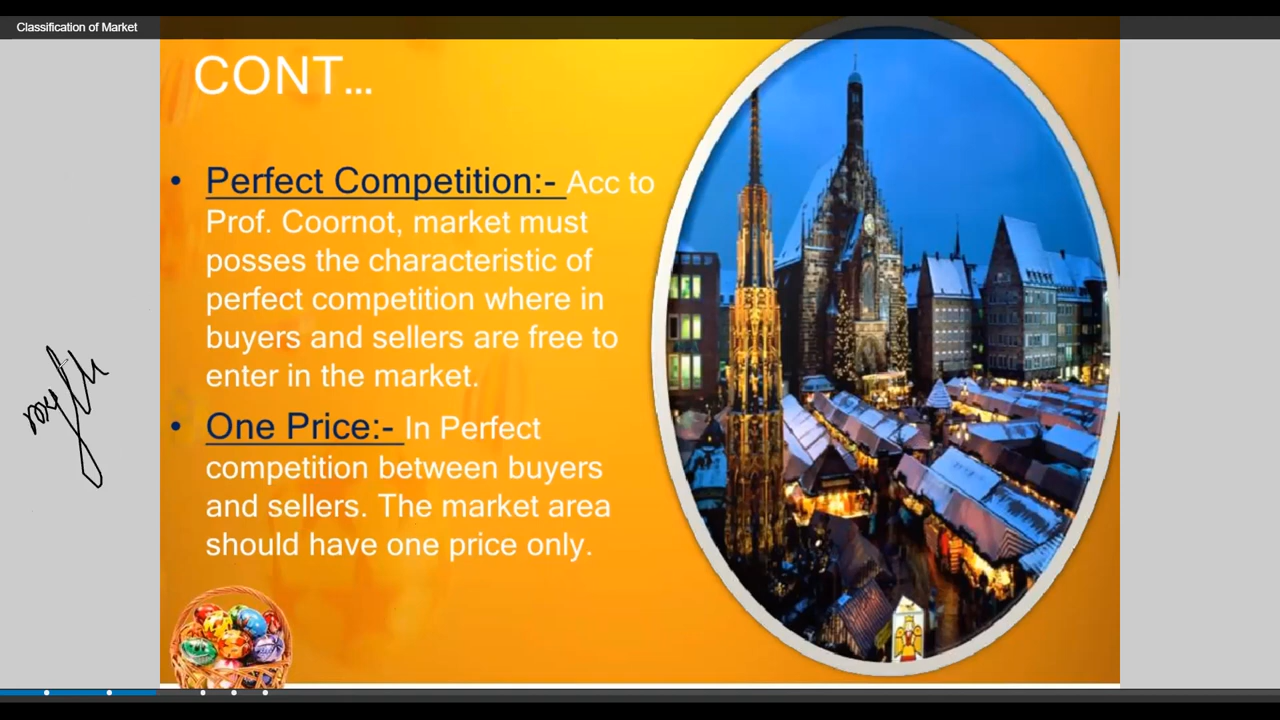 Classification of Market
CONT...
• Perfect Competition:- Acc to
Prof. Coornot, market must
posses the characteristic of
perfect competition where in
buyers and sellers are free to
enter in the market.
• One Price:- In Perfect
competition between buyers
and sellers. The market area
should have one price only.